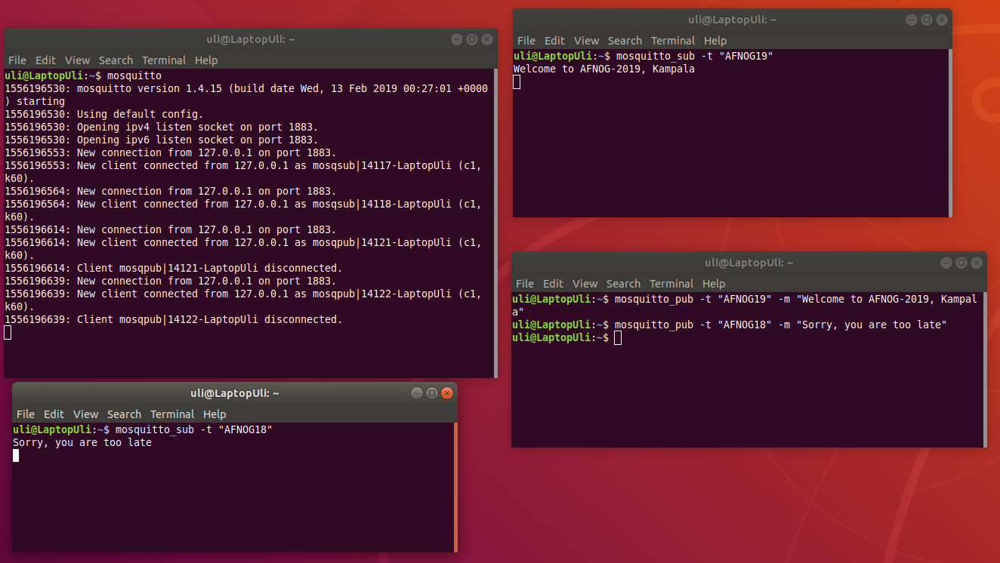 uli@LaptopUli: ~
File Edit View Search Terminal Help
uli@LaptopUli:~$ mosquitto
1556196530: mosquitto version 1.4.15 (build date Wed, 13 Feb 2019 00:27:01 +0000
) starting
1556196530: Using default config.
1556196530: Opening ipv4 listen socket on port 1883.
1556196530: Opening ipv6 listen socket on port 1883.
1556196553: New connection from 127.0.0.1 on port 1883.
1556196553: New client connected from 127.0.0.1 as mosqsub|14117-LaptopUli (c1,
k60).
1556196564: New connection from 127.0.0.1 on port 1883.
1556196564: New client connected from 127.0.0.1 as mosqsub|14118-LaptopUli (c1,
k60).
1556196614: New connection from 127.0.0.1 on port 1883.
1556196614: New client connected from 127.0.0.1 as mosqpub|14121-LaptopUli (c1,
k60).
1556196614: Client mosqpub|14121-LaptopUli disconnected.
1556196639: New connection from 127.0.0.1 on port 1883.
1556196639: New client connected from 127.0.0.1 as mosqpub|14122-LaptopUli (c1,
k60).
1556196639: Client mosqpub|14122-LaptopUli disconnected.
uli@LaptopUli: ~
File Edit View Search Terminal Help
uli@LaptopUli:~$ mosquitto_sub -t "AFNOG19"
Welcome to AFNOG-2019, Kampala
uli@LaptopUli: ~
File Edit View Search Terminal Help
uli@LaptopUli:~$ mosquitto_pub -t "AFNOG19" -m "Welcome to AFNOG-2019, Kampal
a"
uli@LaptopUli:~$ mosquitto_pub -t "AFNOG18" -m "Sorry, you are too late"
uli@LaptopUli:~$
uli@LaptopUli: ~
File Edit View Search Terminal Help
uli@LaptopUli:~$ mosquitto_sub -t "AFNOG18"
Sorry, you are too late